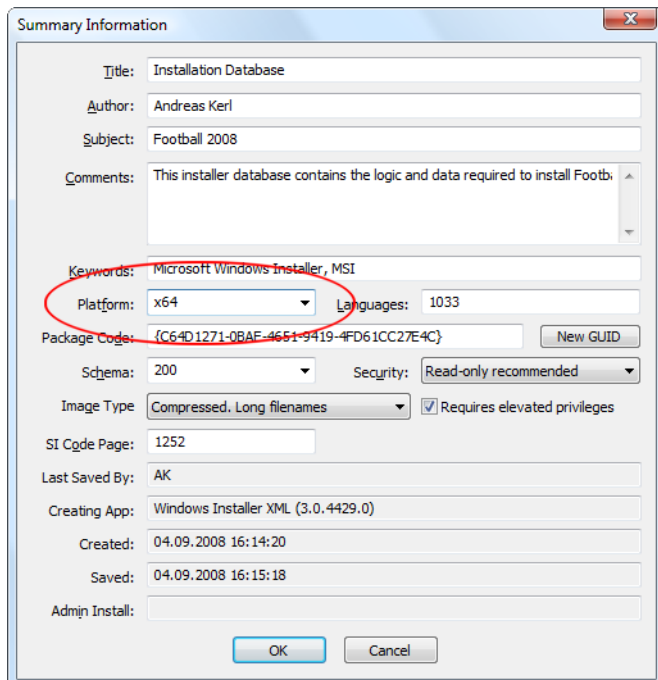 Summary Information
Title: Installation Database
Author: Andreas Kerl
Subject: Football 2008
Comments: This installer database contains the logic and data required to install Footb
Keywords: Microsoft Windows Installer, MSI
Platform: x64 Languages: 1033
Package Code: {C64D1271-0BAF-4651-9419-4FD61CC27E4C} New GUID
Schema: 200 Security: Read-only recommended
Image Type Compressed. Long filenames Requires elevated privileges
SI Code Page: 1252
Last Saved By: AK
Creating App: Windows Installer XML (3.0.4429.0)
Created: 04.09.2008 16:14:20
Saved: 04.09.2008 16:15:18
Admin Install:
OK Cancel